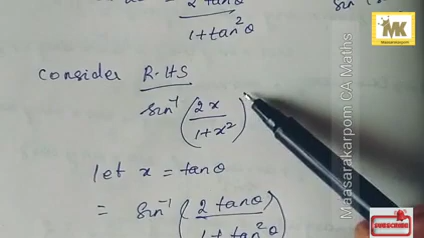 2 tanθ
1+tan²θ
sin
MK
Consider R.H.S
sin⁻¹ (2x / 1+x²)
let x = tanθ
= sin⁻¹ (2 tanθ / 1+tan²θ)
Maasarakarpom CA Maths
SUBSCRIBE